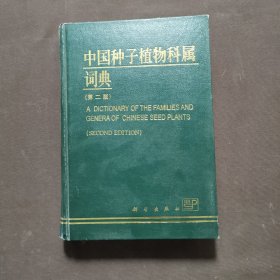 中国种子植物科属
词典
(第二版)
A DICTIONARY OF THE FAMILIES AND
GENERA OF CHINESE SEED PLANTS
(SECOND EDITION)
科学出版社